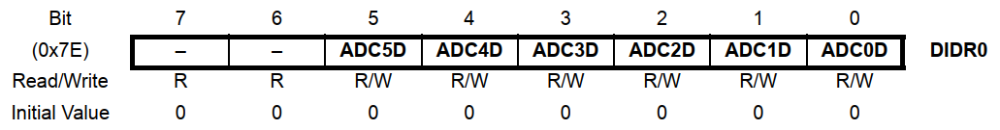 Bit 7 6 5 4 3 2 1 0
(0x7E) – – ADC5D ADC4D ADC3D ADC2D ADC1D ADC0D DIDR0
Read/Write R R R/W R/W R/W R/W R/W R/W
Initial Value 0 0 0 0 0 0 0 0